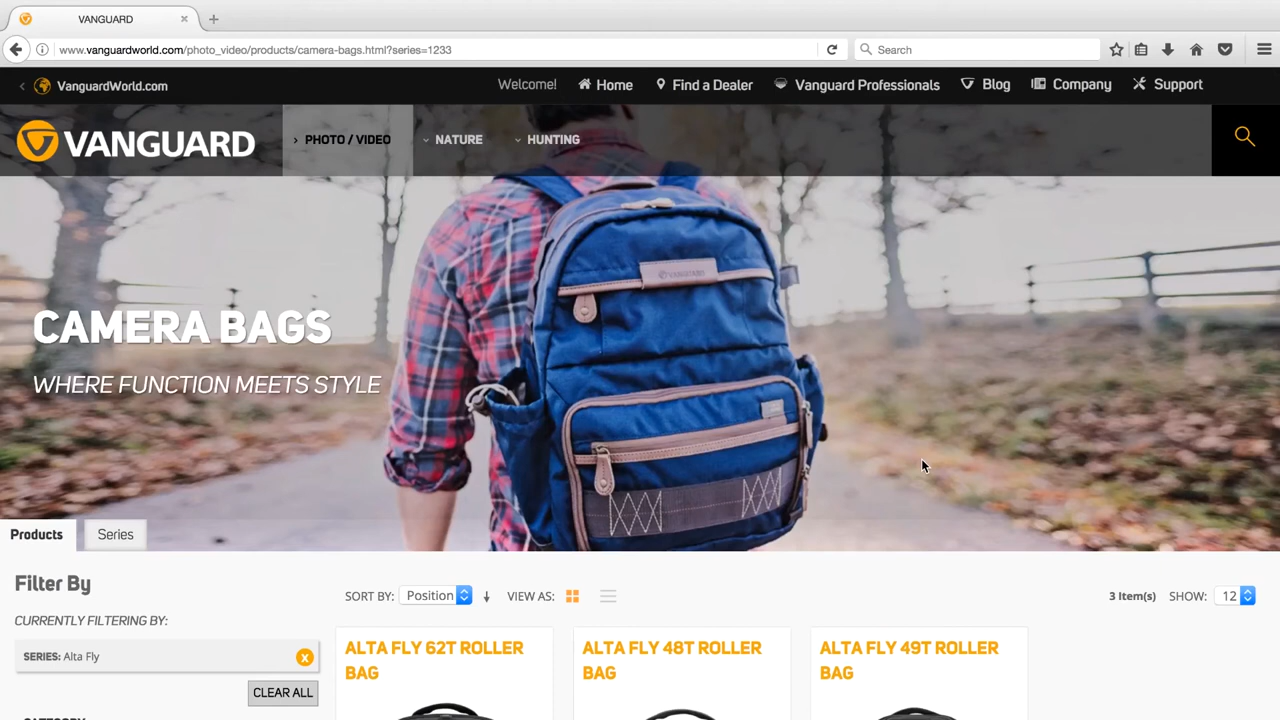 VANGUARD
www.vanguardworld.com/photo_video/products/camera-bags.html?series=1233
Search
VanguardWorld.com
Welcome!
Home
Find a Dealer
Vanguard Professionals
Blog
Company
Support
VANGUARD
PHOTO / VIDEO
NATURE
HUNTING
VANGUARD
CAMERA BAGS
WHERE FUNCTION MEETS STYLE
Products
Series
Filter By
SORT BY: Position
VIEW AS:
3 Item(s)
SHOW: 12
CURRENTLY FILTERING BY:
SERIES: Alta Fly
x
CLEAR ALL
CATEGORY
ALTA FLY 62T ROLLER
BAG
ALTA FLY 48T ROLLER
BAG
ALTA FLY 49T ROLLER
BAG